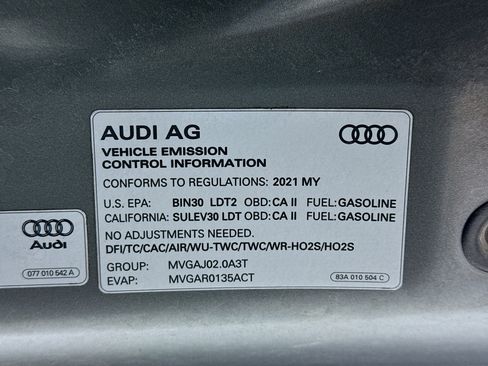 AUDI AG
VEHICLE EMISSION
CONTROL INFORMATION
CONFORMS TO REGULATIONS: 2021 MY
U.S. EPA: BIN30 LDT2 OBD: CA II FUEL: GASOLINE
CALIFORNIA: SULEV30 LDT OBD: CA II FUEL: GASOLINE
NO ADJUSTMENTS NEEDED.
DFI/TC/CAC/AIR/WU-TWC/TWC/WR-HO2S/HO2S
GROUP: MVGAJ02.0A3T
EVAP: MVGAR0135ACT
83A 010 504 C
Audi
077 010 542 A